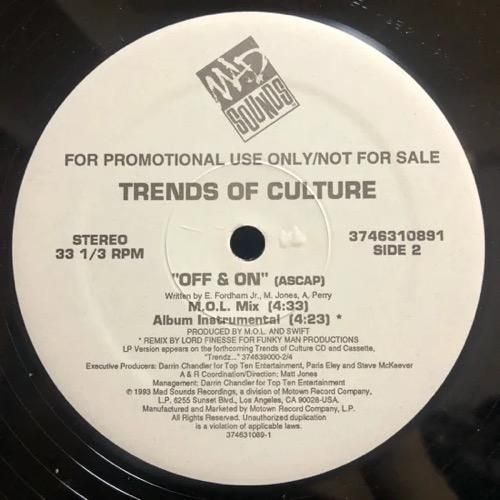 MAD
SOUNDS
FOR PROMOTIONAL USE ONLY/NOT FOR SALE
TRENDS OF CULTURE
STEREO
33 1/3 RPM
3746310891
SIDE 2
"OFF & ON" (ASCAP)
Written by E. Fordham Jr., M. Jones, A. Perry
M.O.L. Mix (4:33)
Album Instrumental (4:23) *
PRODUCED BY M.O.L. AND SWIFT
* REMIX BY LORD FINESSE FOR FUNKY MAN PRODUCTIONS
LP Version appears on the forthcoming Trends of Culture CD and Cassette,
"Trendz..." 374639000-2/4
Executive Producers: Darrin Chandler for Top Ten Entertainment, Paris Eley and Steve McKeever
A & R Coordination/Direction: Matt Jones
Management: Darrin Chandler for Top Ten Entertainment
© 1993 Mad Sounds Recordings, a division of Motown Record Company,
L.P. 6255 Sunset Blvd., Los Angeles, CA 90028-USA.
Manufactured and Marketed by Motown Record Company, L.P.
All Rights Reserved. Unauthorized duplication
is a violation of applicable laws.
374631089-1